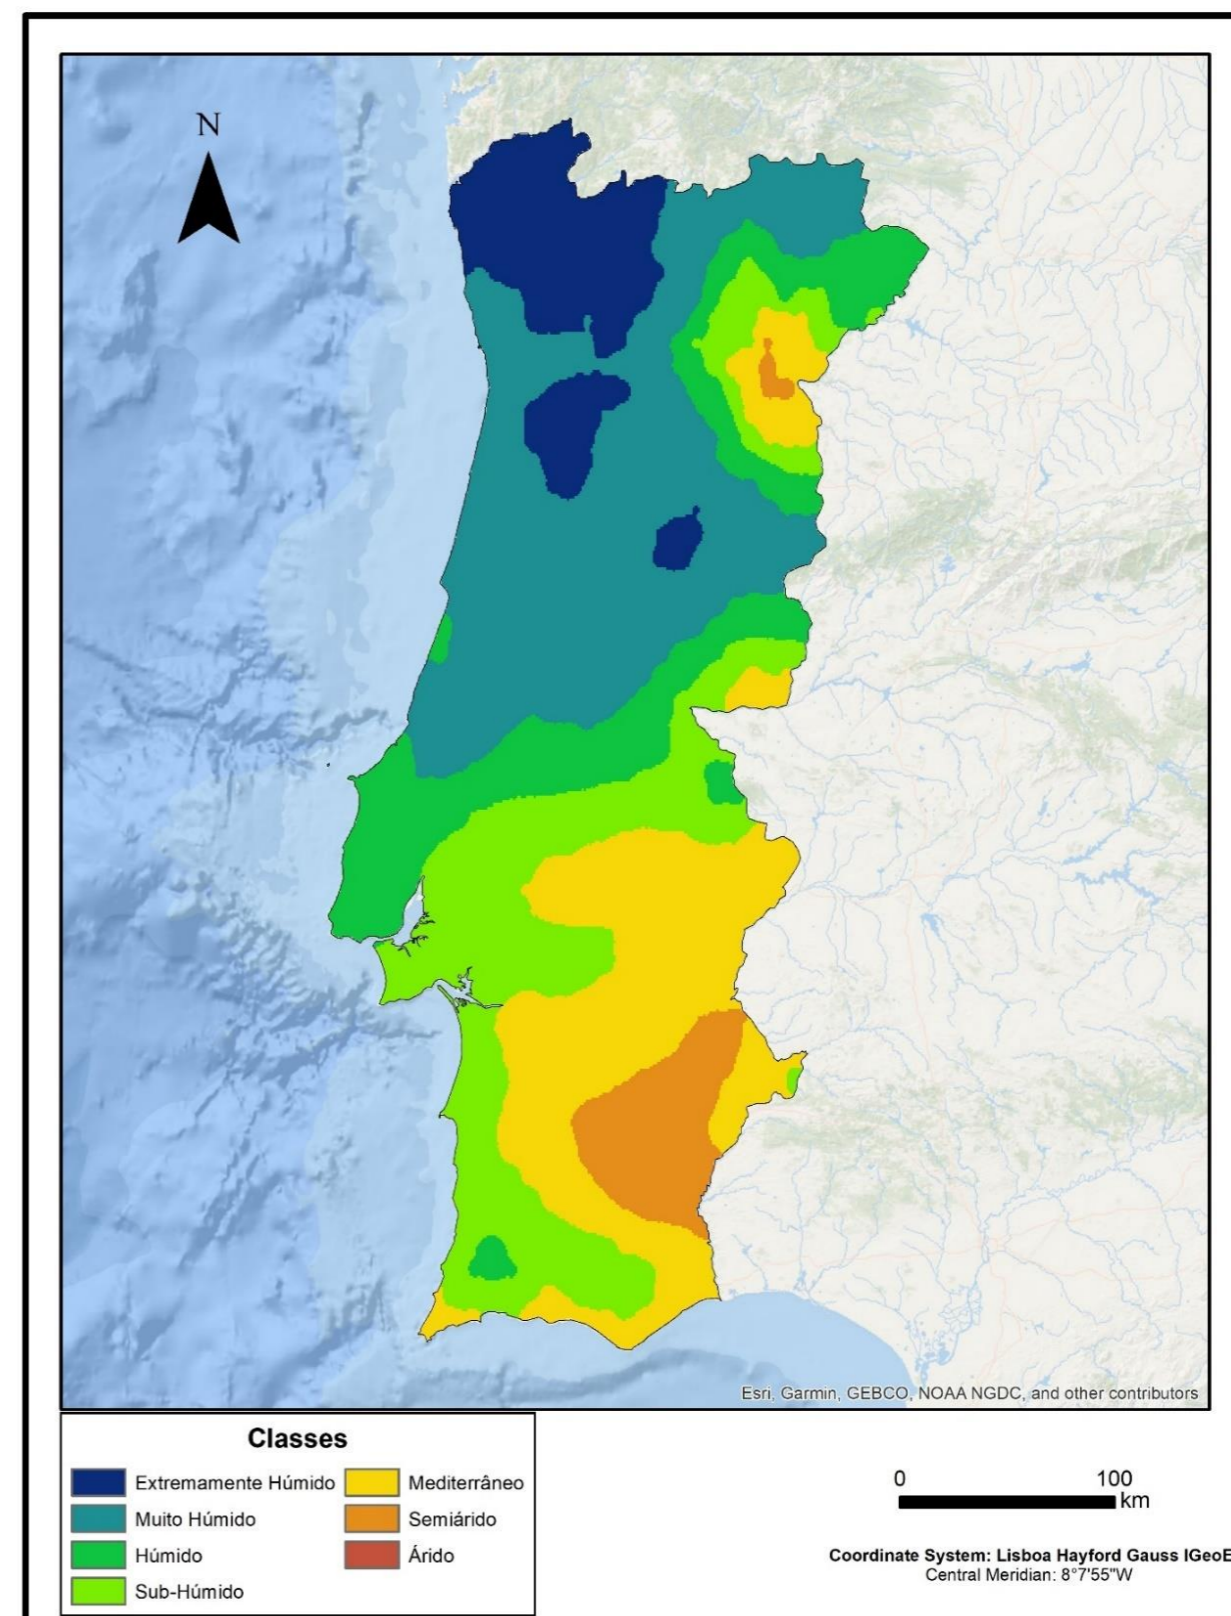 N
Esri, Garmin, GEBCO, NOAA NGDC, and other contributors
Classes
Extremamente Húmido
Muito Húmido
Húmido
Sub-Húmido
Mediterrâneo
Semiárido
Árido
0 100
km
Coordinate System: Lisboa Hayford Gauss IGeoE
Central Meridian: 8°7'55"W